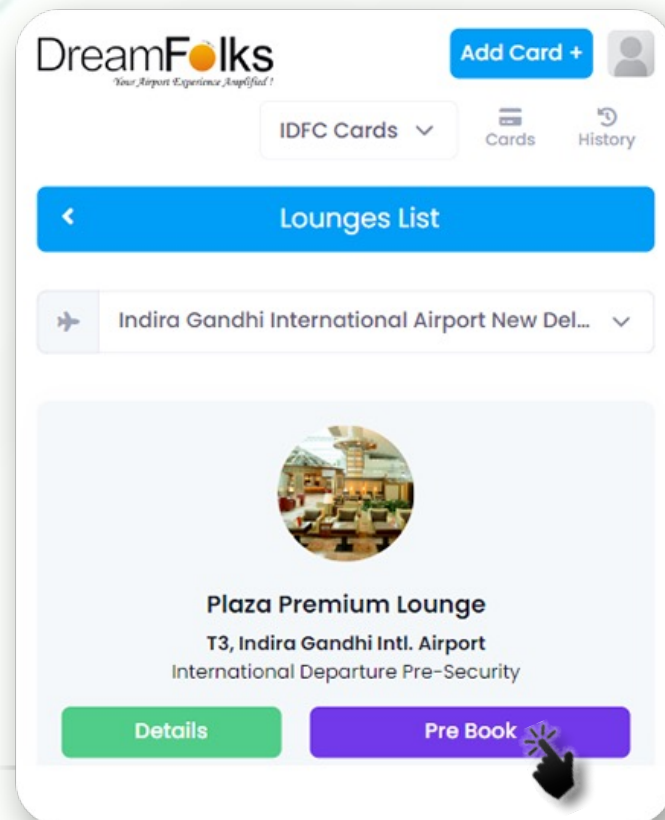 DreamFolks
Your Airport Experience Amplified !
Add Card +
IDFC Cards
Cards
History
Lounges List
Indira Gandhi International Airport New Del...
Plaza Premium Lounge
T3, Indira Gandhi Intl. Airport
International Departure Pre-Security
Details
Pre Book